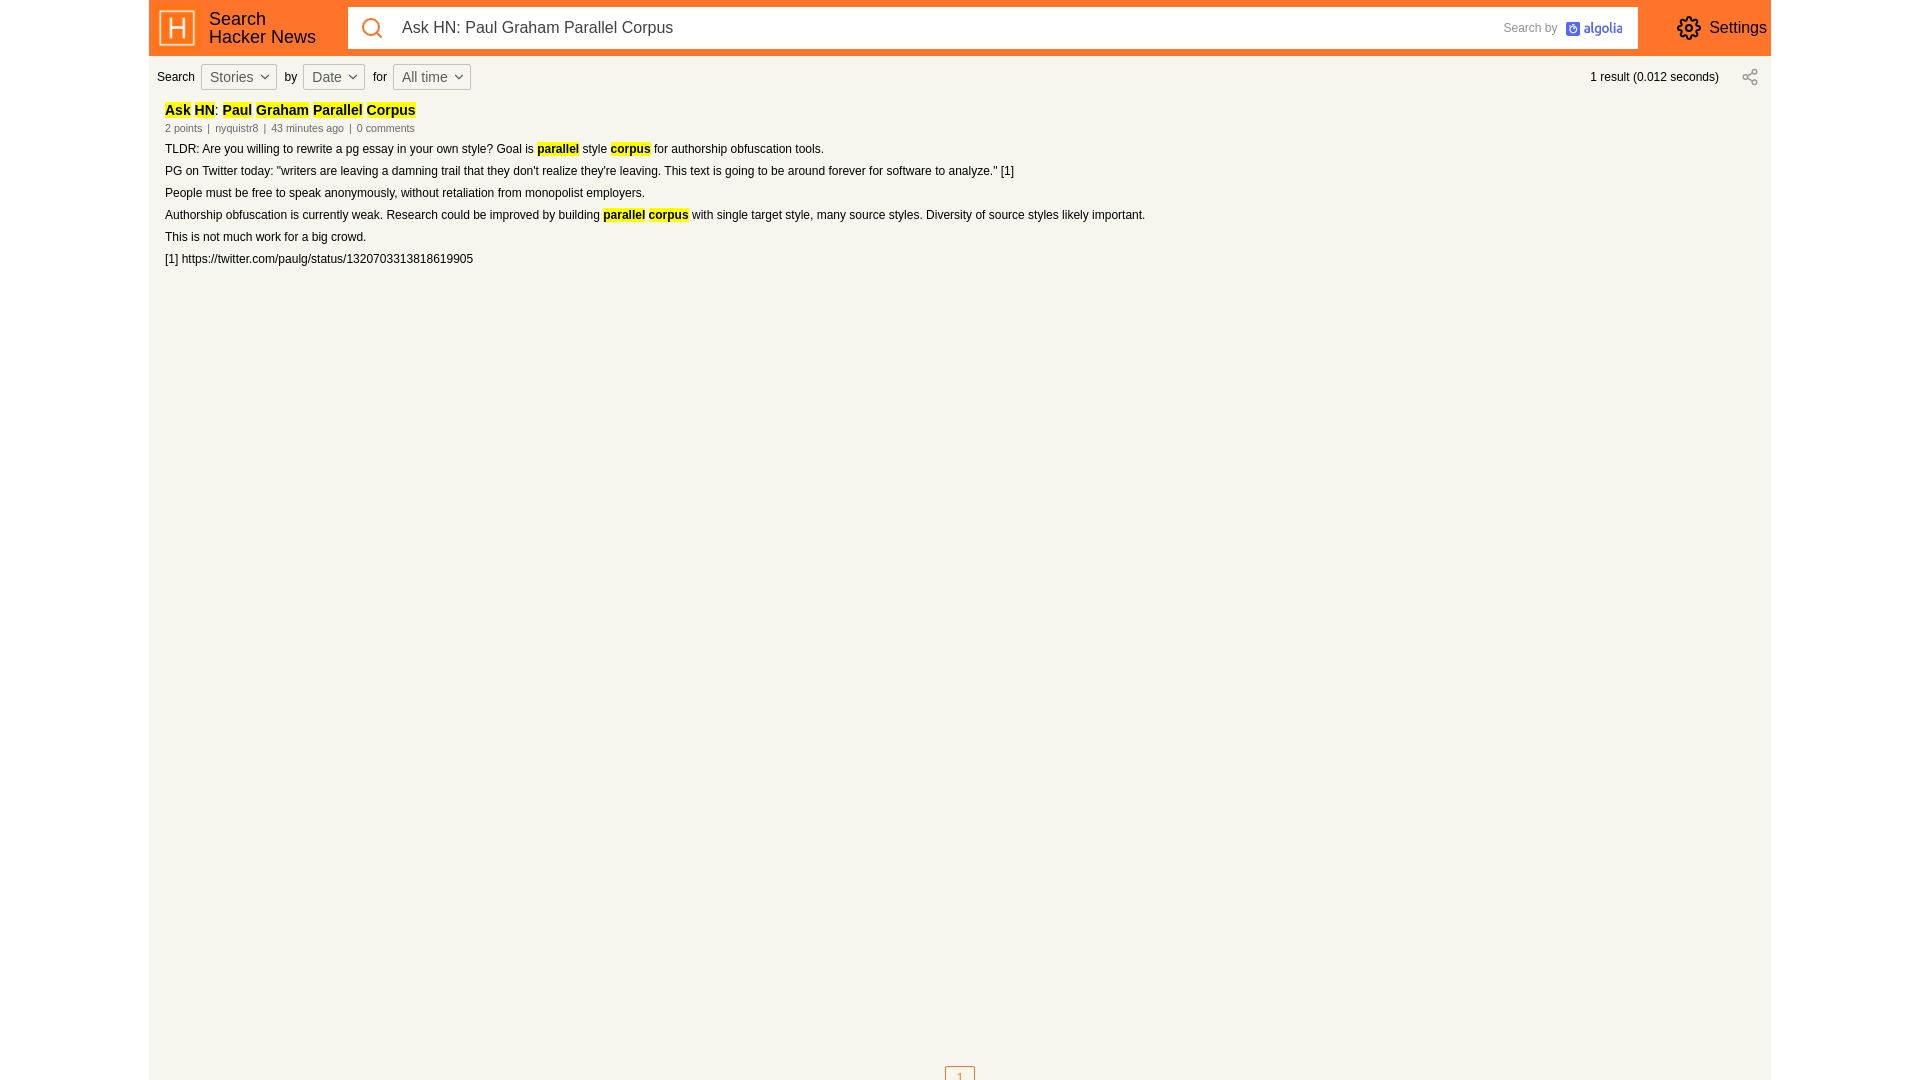 Search
Hacker News
Ask HN: Paul Graham Parallel Corpus
Search by algolia
Settings
Search Stories by Date for All time
1 result (0.012 seconds)
Ask HN: Paul Graham Parallel Corpus
2 points | nyquistr8 | 43 minutes ago | 0 comments
TLDR: Are you willing to rewrite a pg essay in your own style? Goal is parallel style corpus for authorship obfuscation tools.
PG on Twitter today: "writers are leaving a damning trail that they don't realize they're leaving. This text is going to be around forever for software to analyze." [1]
People must be free to speak anonymously, without retaliation from monopolist employers.
Authorship obfuscation is currently weak. Research could be improved by building parallel corpus with single target style, many source styles. Diversity of source styles likely important.
This is not much work for a big crowd.
[1] https://twitter.com/paulg/status/1320703313818619905
1